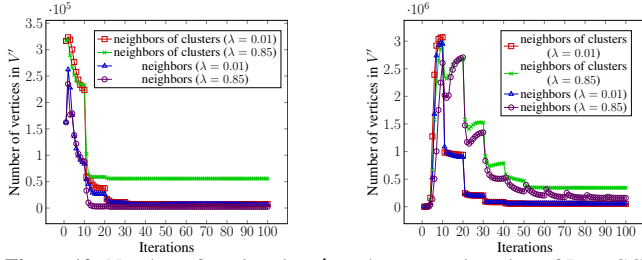 ·10⁵
3.5
3
2.5
2
1.5
1
0.5
0
0 10 20 30 40 50 60 70 80 90 100
Iterations
Number of vertices in V′
neighbors of clusters (λ = 0.01)
neighbors of clusters (λ = 0.85)
neighbors (λ = 0.01)
neighbors (λ = 0.85)
·10⁶
3
2.5
2
1.5
1
0.5
0
0 10 20 30 40 50 60 70 80 90 100
Iterations
Number of vertices in V′
neighbors of clusters
(λ = 0.01)
neighbors of clusters
(λ = 0.85)
neighbors (λ = 0.01)
neighbors (λ = 0.85)